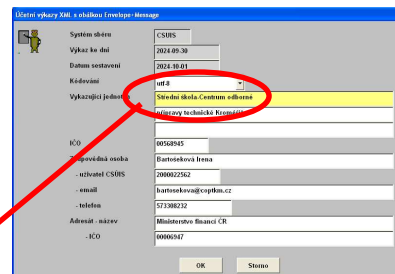 Účetní výkazy XML s obálkou Envelope-Message
Systém sběru CSUIS
Výkaz ke dni 2024-09-30
Datum sestavení 2024-10-01
Kódování utf-8
Vykazující jednotka Střední škola-Centrum odborné
přípravy technické
IČO 00568945
Zodpovědná osoba Bartošeková Irena
- uživatel CSÚIS 2000022562
- email bartosekova@coptkm.cz
- telefon 573308232
Adresát - název Ministerstvo financí ČR
- IČO 00006947
OK Storno